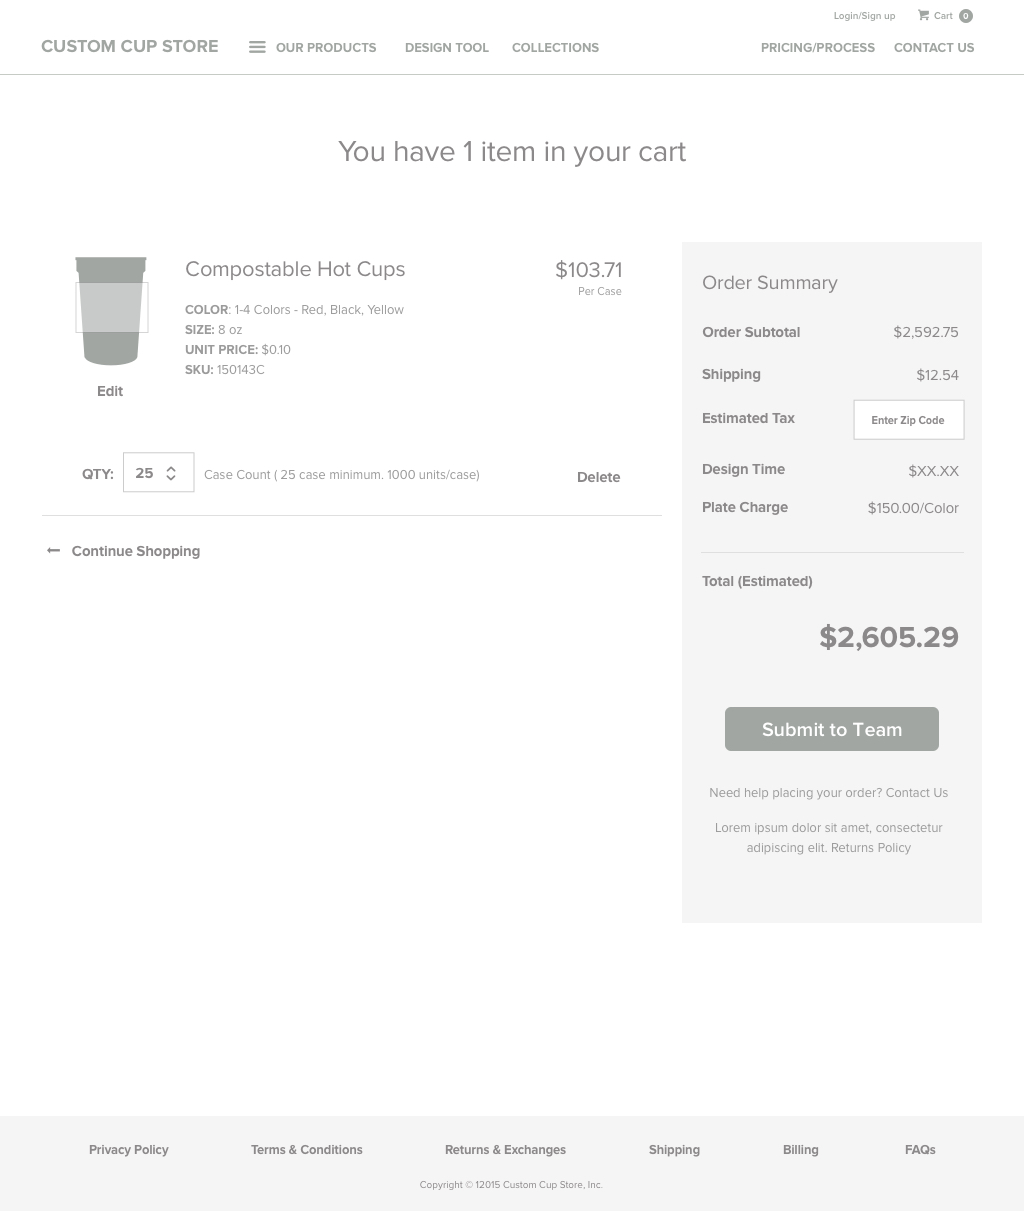 Login/Sign up Cart 0
CUSTOM CUP STORE OUR PRODUCTS DESIGN TOOL COLLECTIONS PRICING/PROCESS CONTACT US
You have 1 item in your cart
Compostable Hot Cups
$103.71
Per Case
COLOR: 1-4 Colors - Red, Black, Yellow
SIZE: 8 oz
UNIT PRICE: $0.10
SKU: 150143C
Edit
QTY: 25 Case Count ( 25 case minimum. 1000 units/case) Delete
Continue Shopping
Order Summary
Order Subtotal $2,592.75
Shipping $12.54
Estimated Tax Enter Zip Code
Design Time $XX.XX
Plate Charge $150.00/Color
Total (Estimated)
$2,605.29
Submit to Team
Need help placing your order? Contact Us
Lorem ipsum dolor sit amet, consectetur
adipiscing elit. Returns Policy
Privacy Policy Terms & Conditions Returns & Exchanges Shipping Billing FAQs
Copyright © 12015 Custom Cup Store, Inc.